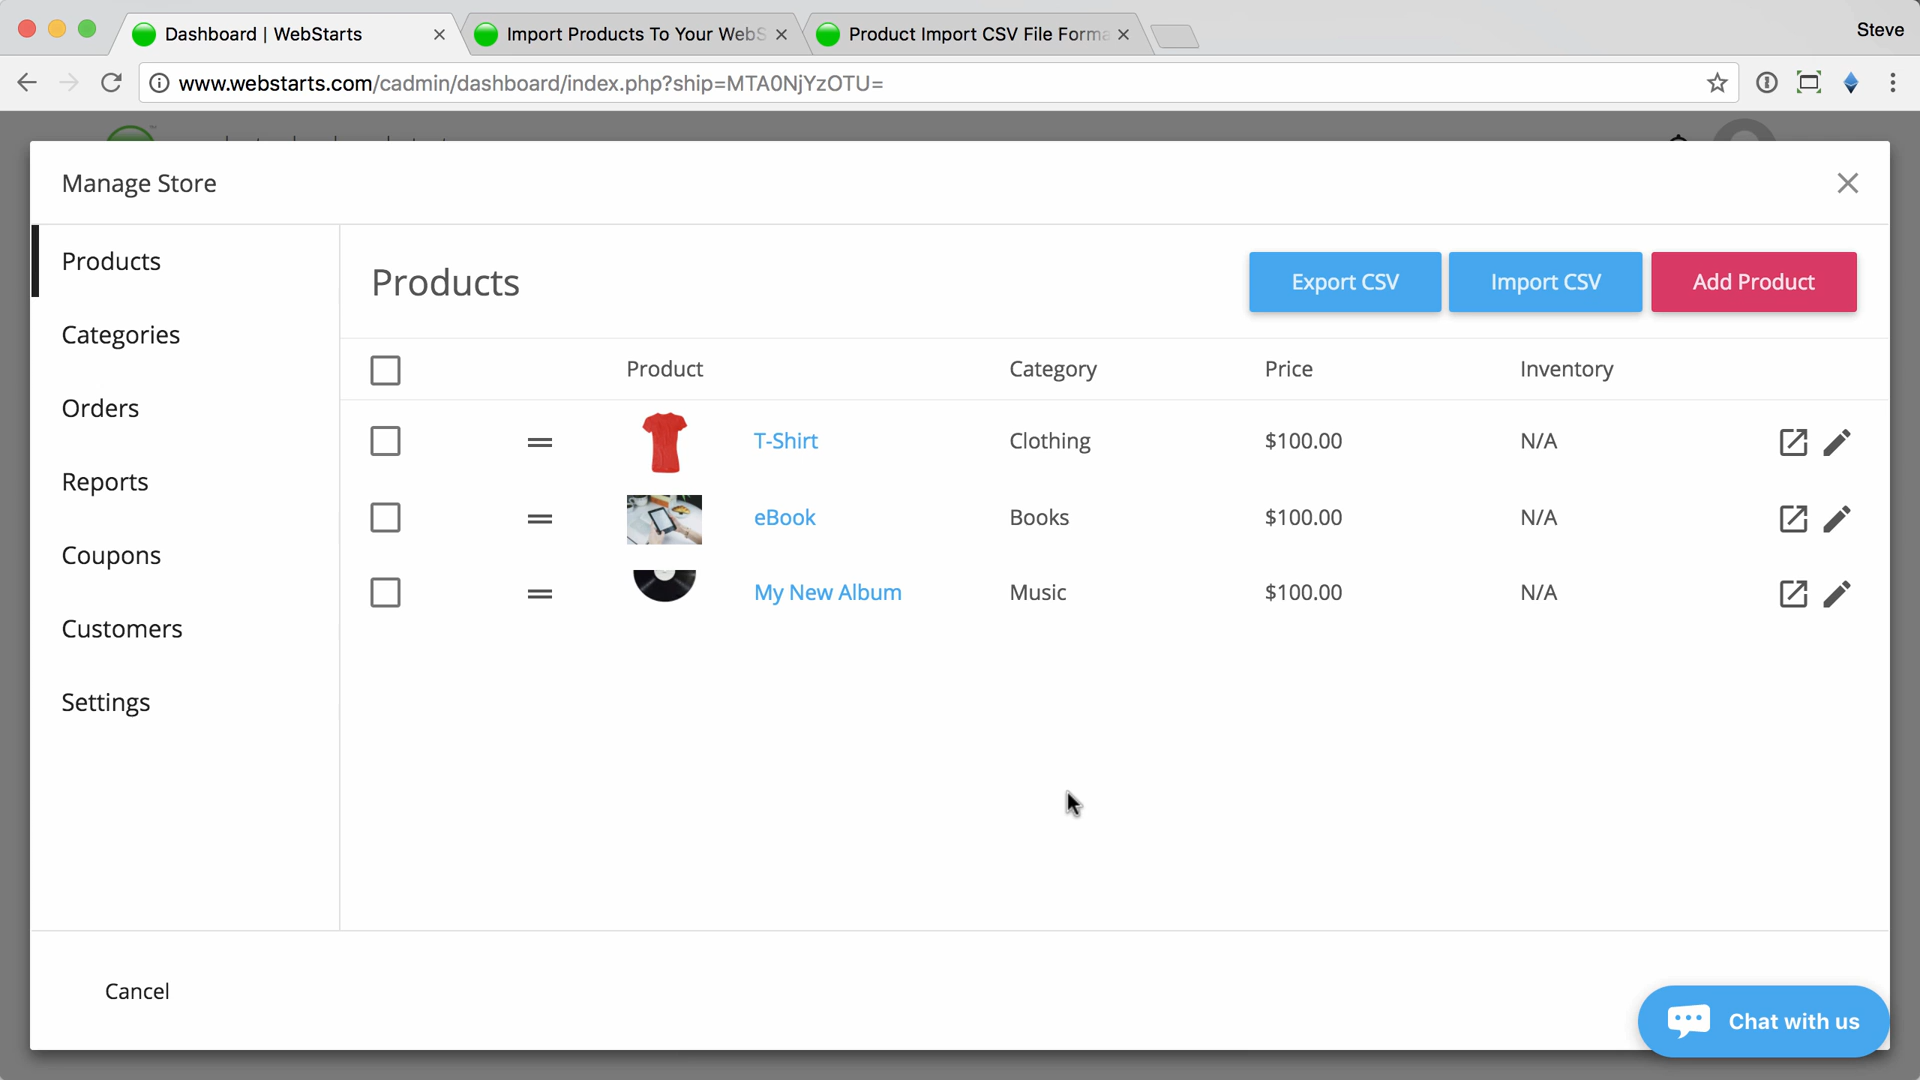 Dashboard | WebStarts
Import Products To Your WebS
Product Import CSV File Forma
Steve
www.webstarts.com/cadmin/dashboard/index.php?ship=MTA0NjYzOTU=
Manage Store
Products
Categories
Orders
Reports
Coupons
Customers
Settings
Products
Export CSV
Import CSV
Add Product
Product Category Price Inventory
T-Shirt Clothing $100.00 N/A
eBook Books $100.00 N/A
My New Album Music $100.00 N/A
Cancel
Chat with us